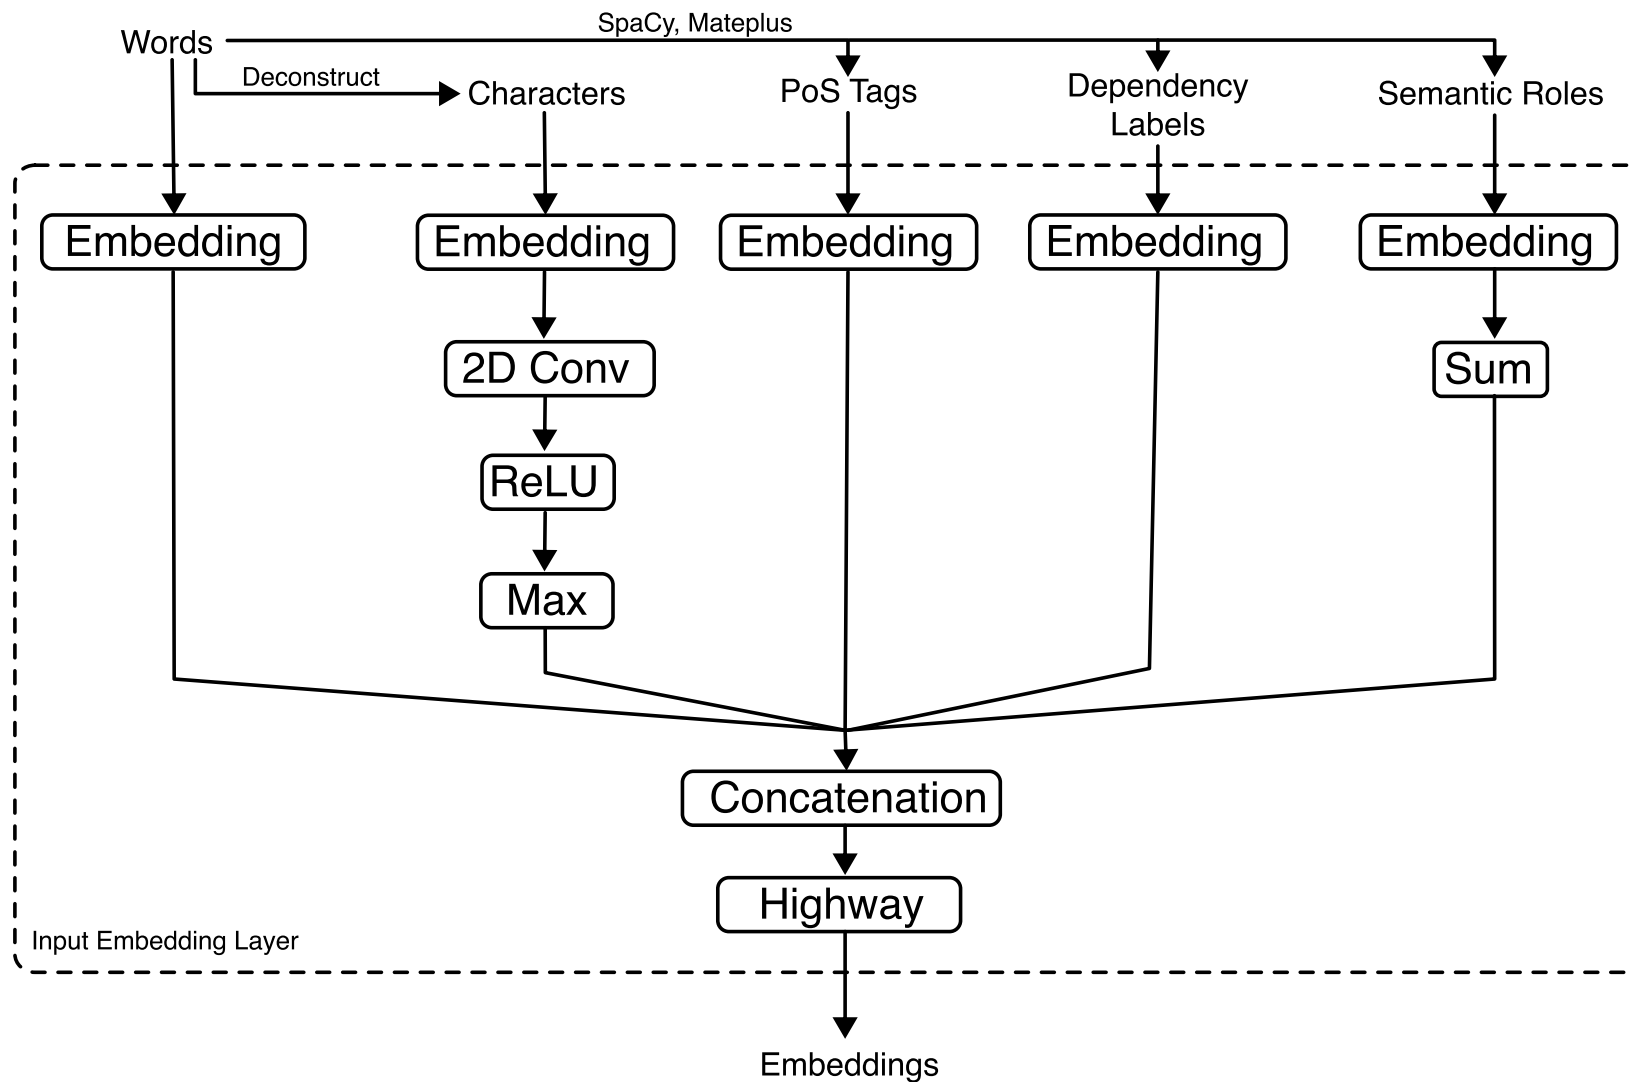 SpaCy, Mateplus
Words
Deconstruct
Characters
PoS Tags
Dependency
Labels
Semantic Roles
Embedding
Embedding
Embedding
Embedding
Embedding
2D Conv
Sum
ReLU
Max
Concatenation
Highway
Input Embedding Layer
Embeddings